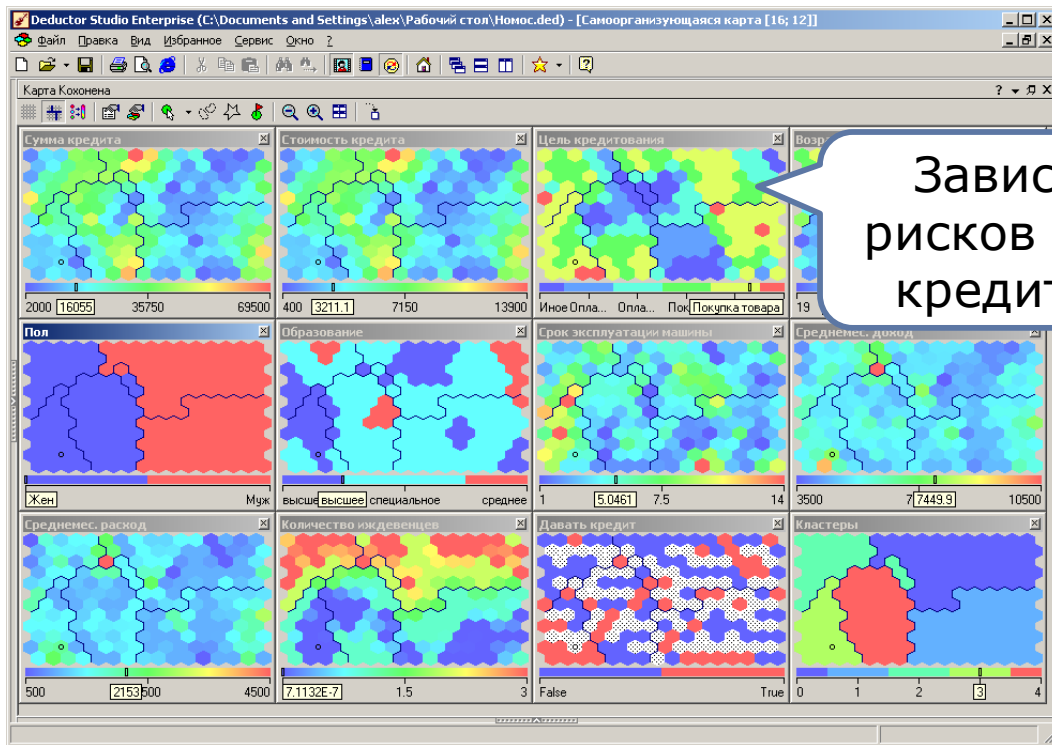 Deductor Studio Enterprise (C:\Documents and Settings\alex\Рабочий стол\Номос.ded) - [Самоорганизующаяся карта [16; 12]]
Файл Правка Вид Избранное Сервис Окно ?
Карта Кохонена
Сумма кредита
2000 16055 35750 69500
Стоимость кредита
400 3211.1 7150 13900
Цель кредитования
Иное Опла... Опла... Пок Покупка товара
Возр
19
Завис
рисков
кредит
Пол
Жен Муж
Образование
высше высшее специальное среднее
Срок эксплуатации машины
1 5.0461 7.5 14
Среднемес. доход
3500 7 7449.9 10500
Среднемес. расход
500 2153 500 4500
Количество иждевенцев
7.1132E-7 1.5 3
Давать кредит
False True
Кластеры
0 1 2 3 4